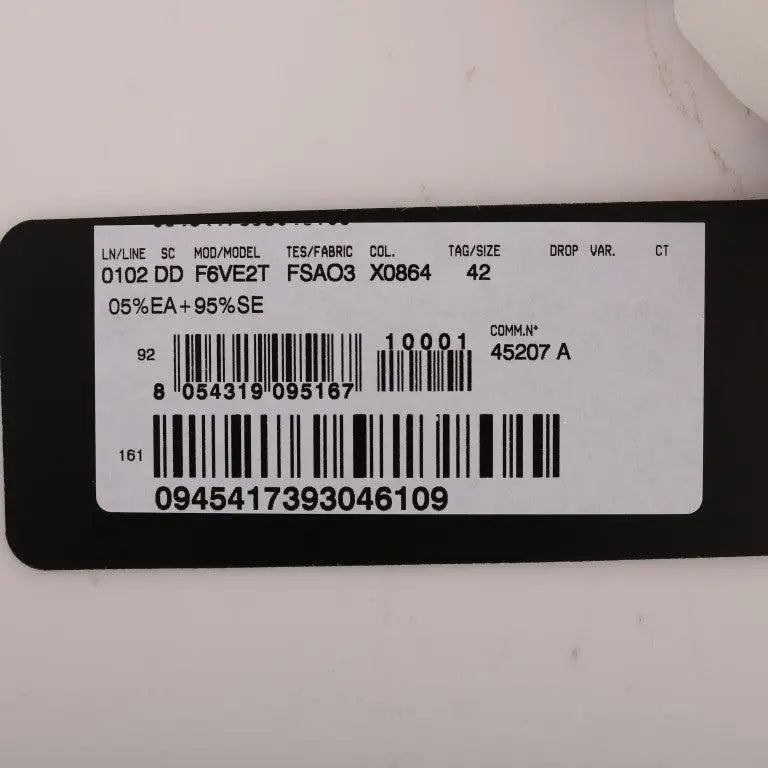 LN/LINE SC MOD/MODEL TES/FABRIC COL. TAG/SIZE DROP VAR. CT
0102 DD F6VE2T FSAO3 X0864 42
05%EA+95%SE
92 10001 COMM.N°
8 054319 095167 45207 A
161
0945417393046109